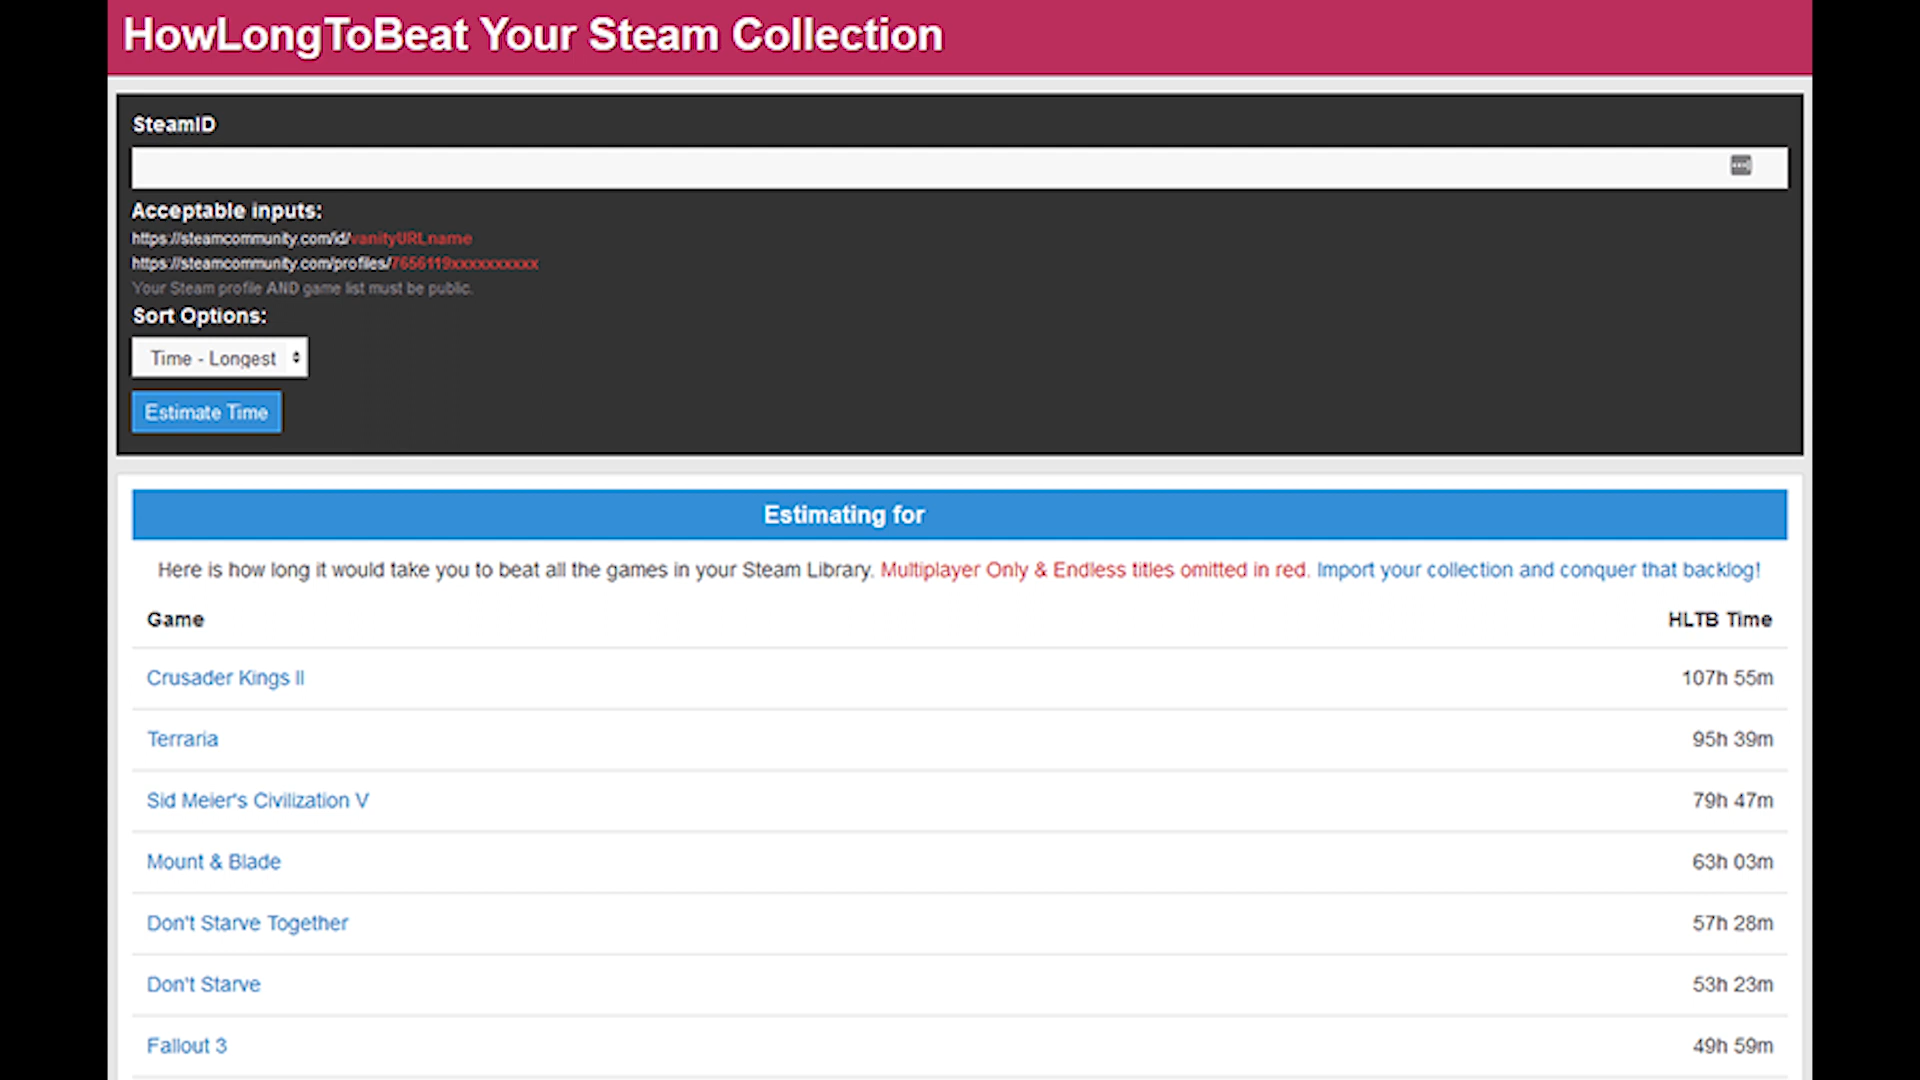 HowLongToBeat Your Steam Collection
SteamID
Acceptable inputs:
https://steamcommunity.com/id/vanityURLname
https://steamcommunity.com/profiles/7656119xxxxxxxxxx
Your Steam profile AND game list must be public.
Sort Options:
Time - Longest
Estimate Time
Estimating for
Here is how long it would take you to beat all the games in your Steam Library. Multiplayer Only & Endless titles omitted in red. Import your collection and conquer that backlog!
Game HLTB Time
Crusader Kings II 107h 55m
Terraria 95h 39m
Sid Meier's Civilization V 79h 47m
Mount & Blade 63h 03m
Don't Starve Together 57h 28m
Don't Starve 53h 23m
Fallout 3 49h 59m